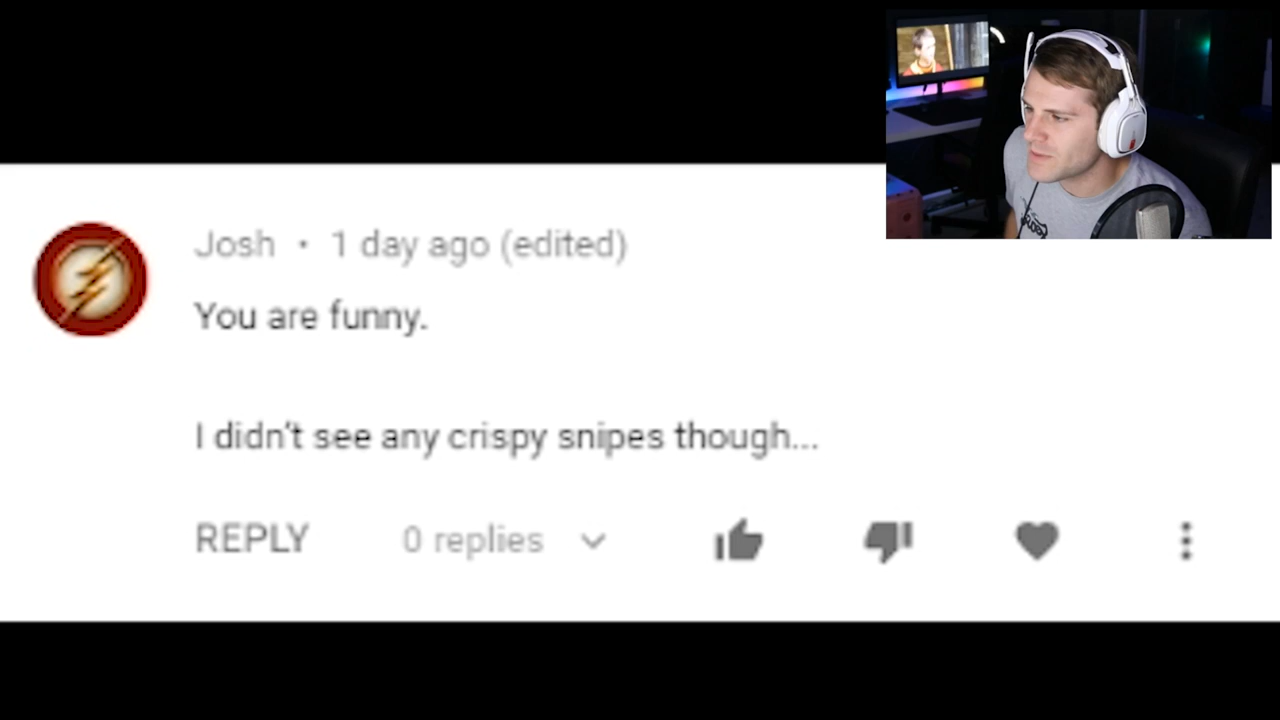 Josh • 1 day ago (edited)
You are funny.
I didn't see any crispy snipes though...
REPLY 0 replies